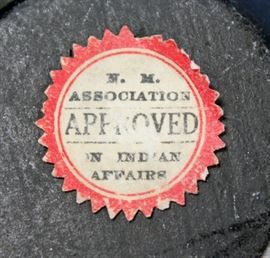 N. M.
ASSOCIATION
APPROVED
ON INDIAN
AFFAIRS